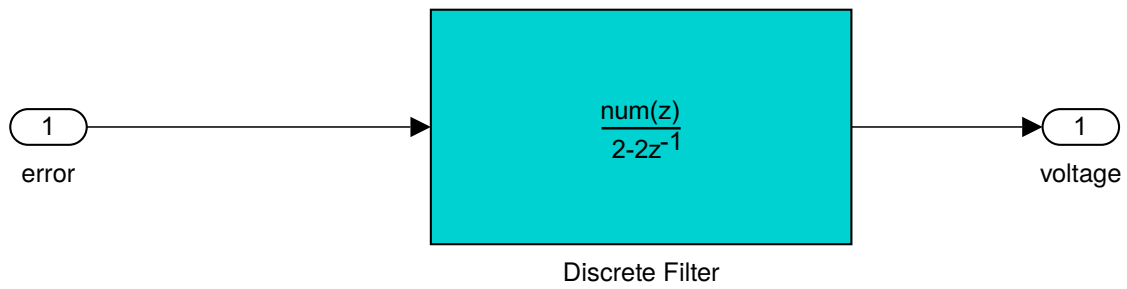 num(z)
2-2z⁻¹
1
1
error
voltage
Discrete Filter